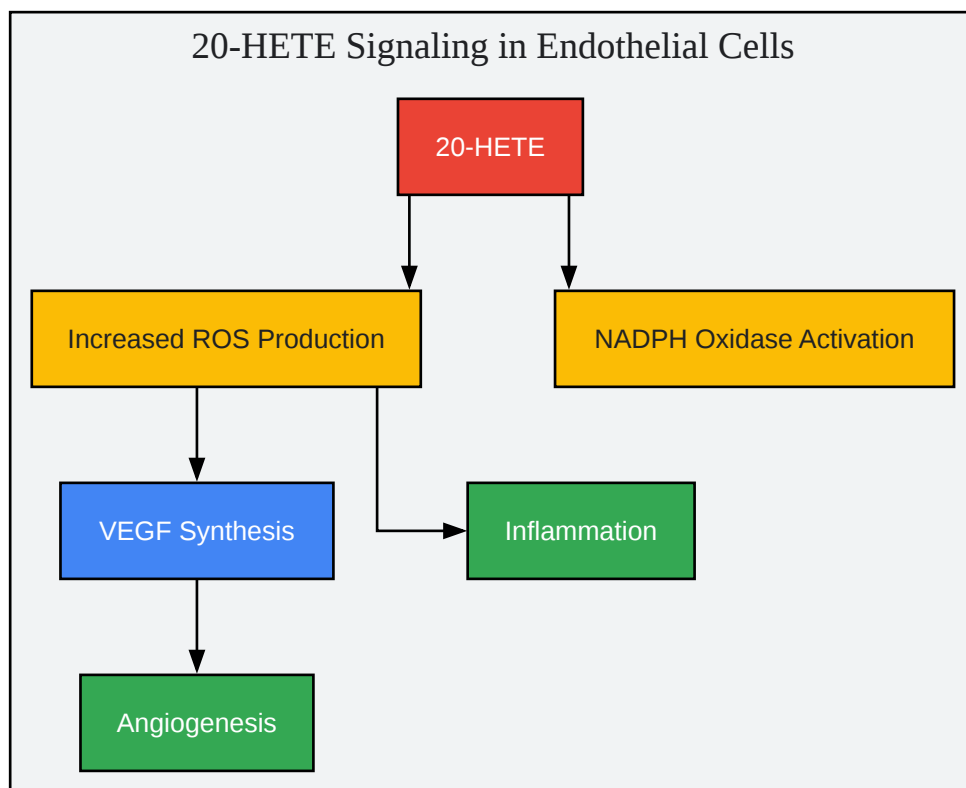 20-HETE Signaling in Endothelial Cells
20-HETE
Increased ROS Production
NADPH Oxidase Activation
VEGF Synthesis
Inflammation
Angiogenesis